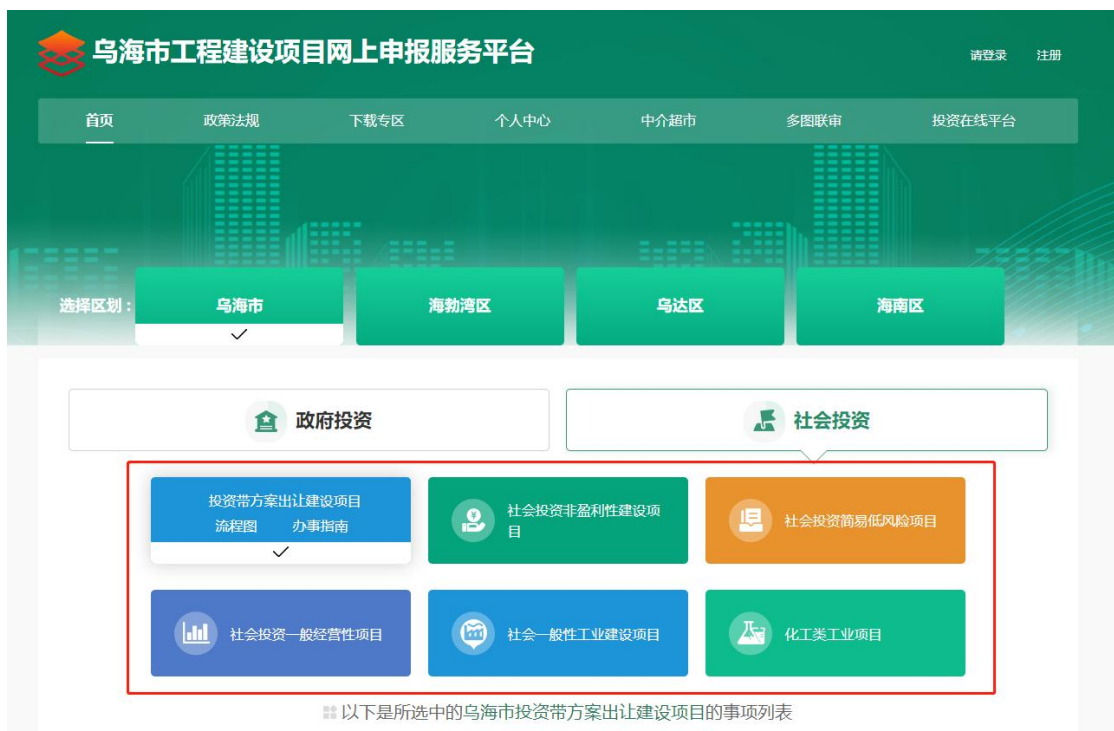 乌海市工程建设项目网上申报服务平台
请登录 注册
首页 政策法规 下载专区 个人中心 中介超市 多图联审 投资在线平台
选择区划： 乌海市 海勃湾区 乌达区 海南区
政府投资 社会投资
投资带方案出让建设项目
流程图 办事指南
社会投资非盈利性建设项
目
社会投资简易低风险项目
社会投资一般经营性项目 社会一般性工业建设项目 化工类工业项目
以下是所选中的乌海市投资带方案出让建设项目的事项列表